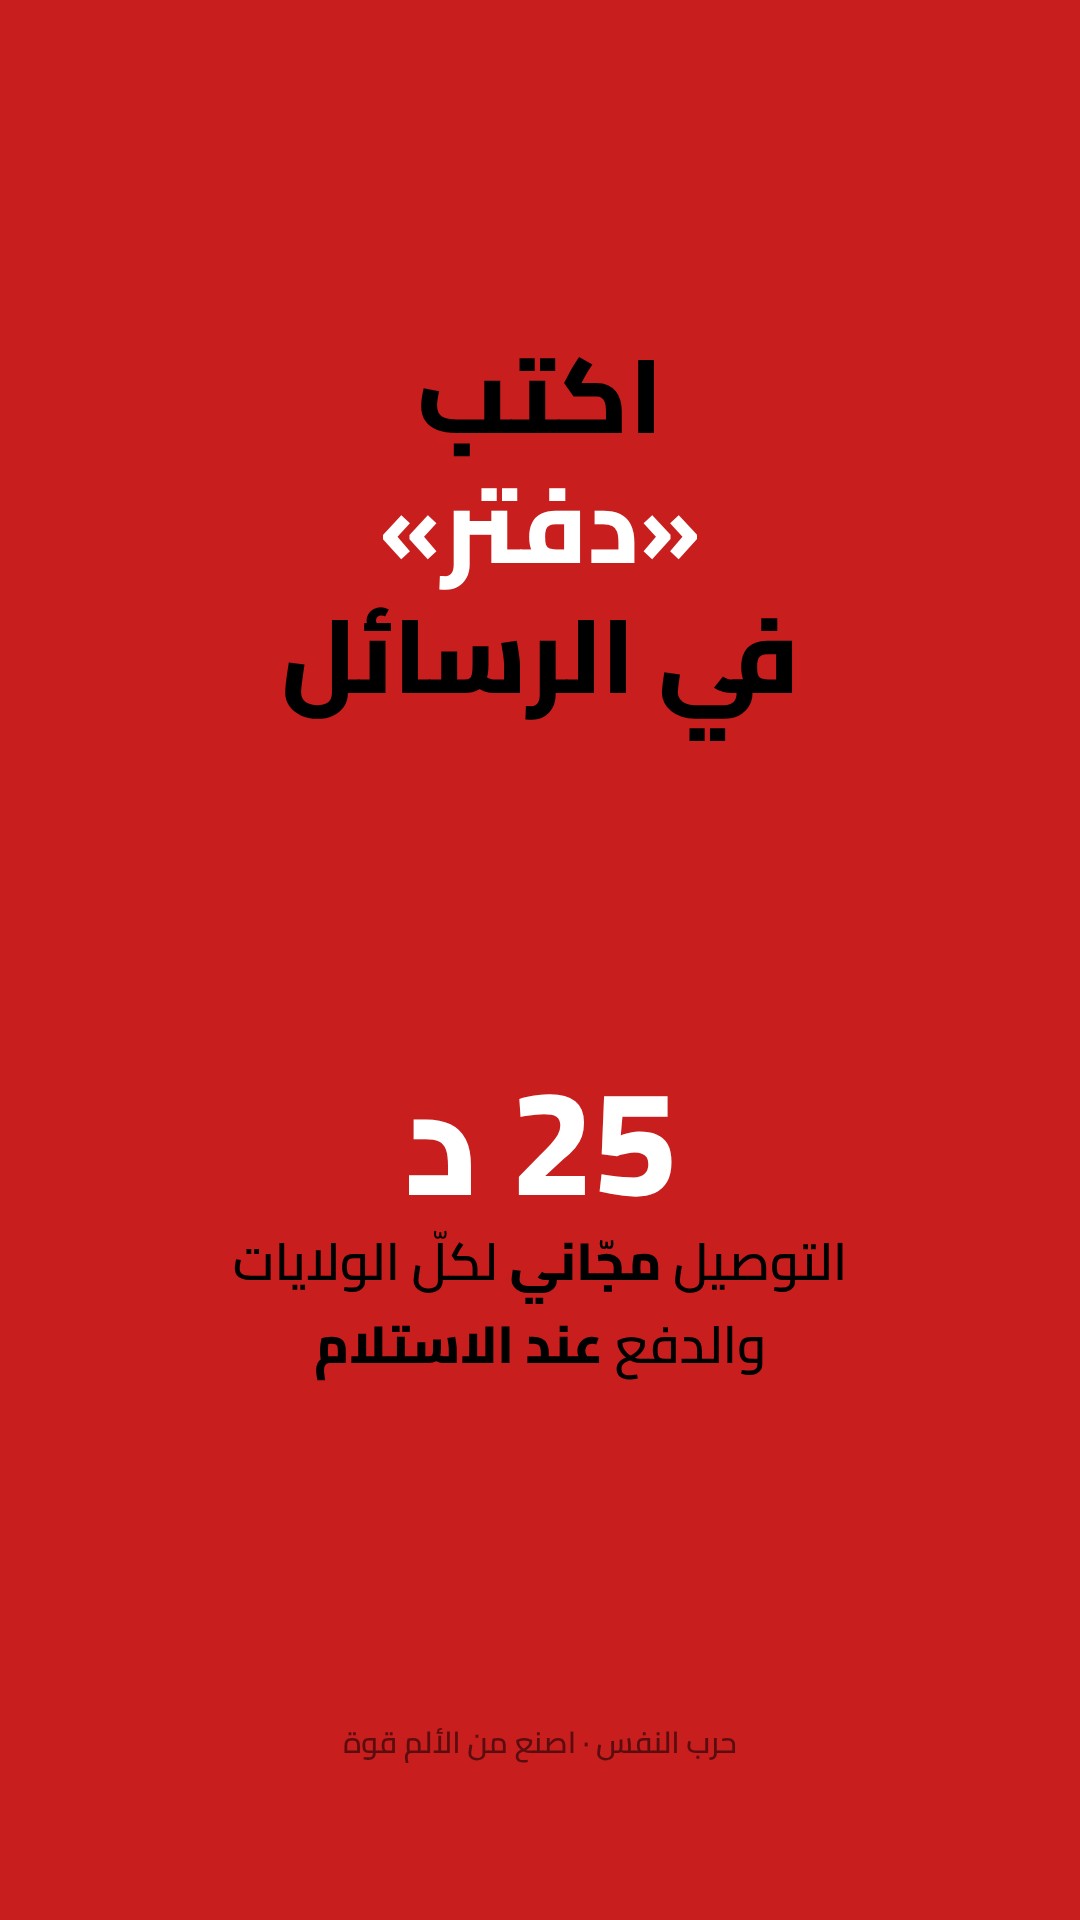 اكتب
«دفتر»
في الرسائل
25 د
التوصيل مجّاني لكلّ الولايات
والدفع عند الاستلام
حرب النفس · اصنع من الألم قوة